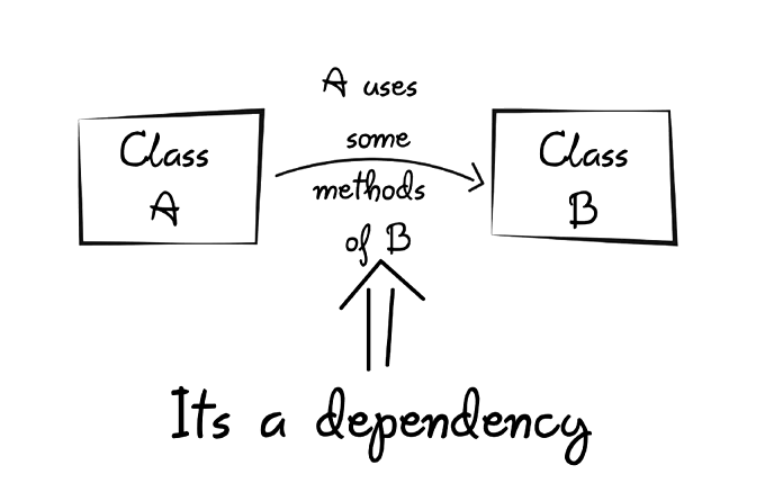 Class
A
A uses
some
methods
of B
Class
B
Its a dependency